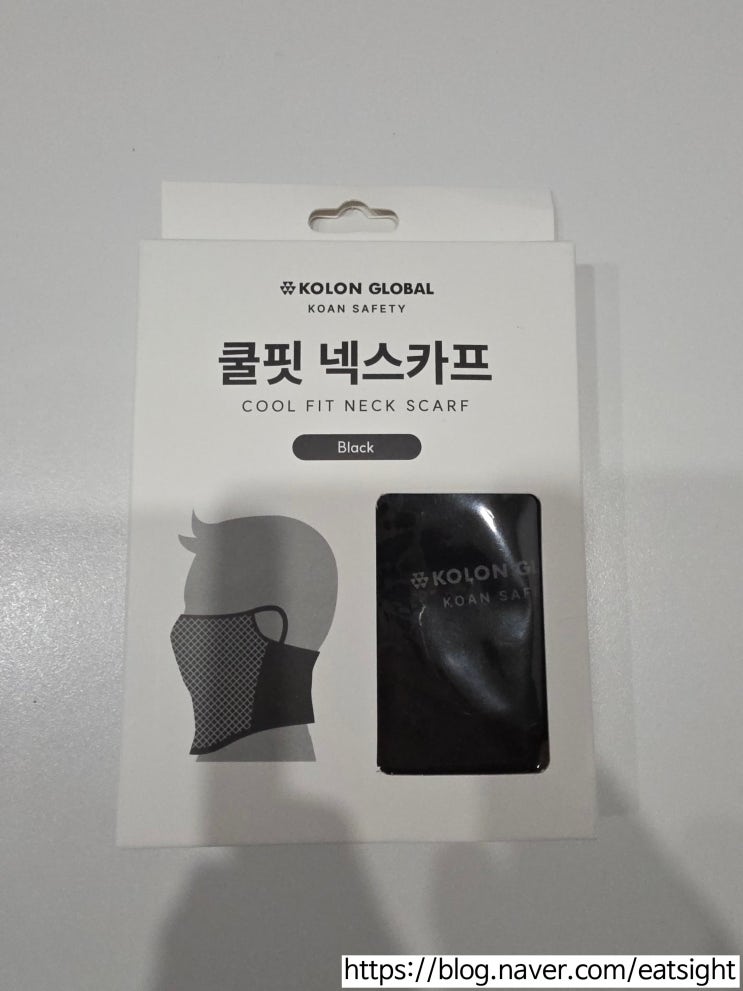 KOLON GLOBAL
KOAN SAFETY
쿨핏 넥스카프
COOL FIT NECK SCARF
Black
KOLON GL
KOAN SAF
https://blog.naver.com/eatsight